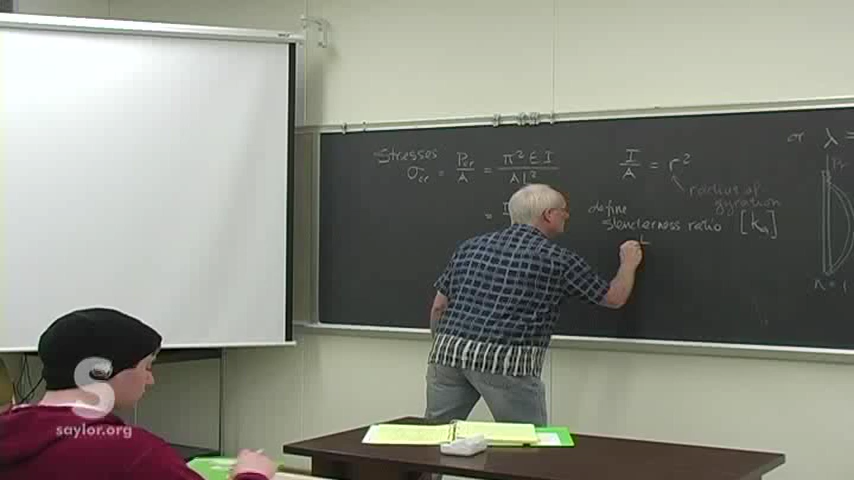 Stresses
σcr = Pcr/A = π² E I / A L²
I/A = r²
radius of
gyration
define
slenderness ratio
L
or λ =
n = 1
S
saylor.org